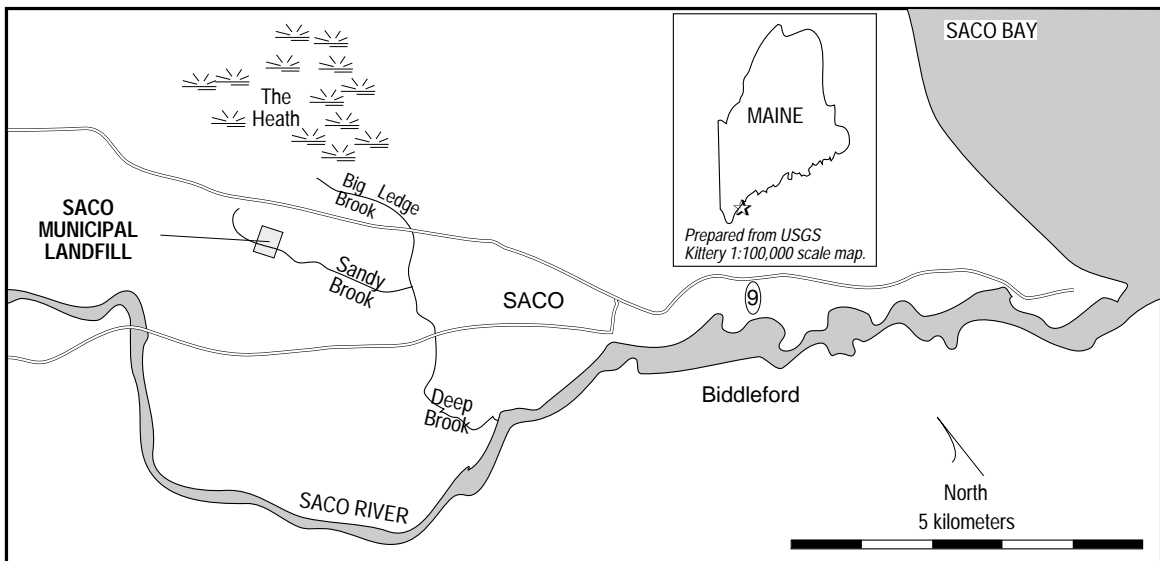 SACO BAY
The
Heath
MAINE
Big Ledge
Brook
SACO
MUNICIPAL
LANDFILL
Prepared from USGS
Kittery 1:100,000 scale map.
Sandy
Brook
SACO
9
Deep
Brook
Biddleford
SACO RIVER
North
5 kilometers